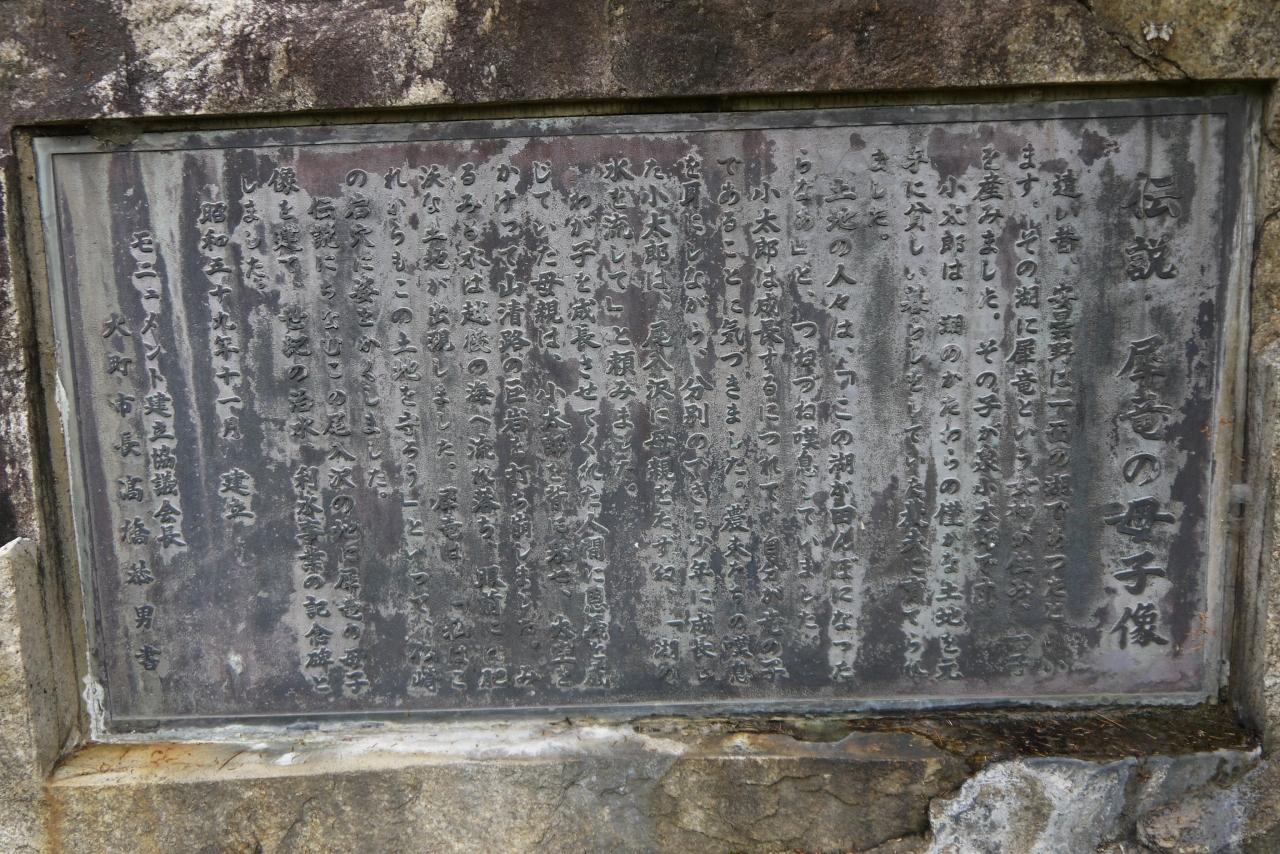 伝説 犀竜の母子像
遠い昔、安曇野は一面の湖であったとい
ます。その湖に犀竜という女神が住み、一子
を産みました。その子が泉小太郎です。
小太郎は、湖のかたわらの僅かな土地を元
手に貧しい暮らしをしていた老夫に育てられ
ました。
土地の人々は、「この湖が田んぼになった
らなあ」と、つねづね嘆息していました。
小太郎は成長するにつれて、自分が竜の子
であることに気づきました。農夫たちの嘆息
を耳にしながら、分別のできる少年に成長し
た小太郎は、尾入沢に母親をたずね、「湖の
水を流して」と頼みました。
わが子を成長させてくれた人間に恩愛を感
じていた母親は、小太郎を背に乗せ、水上を
かけって山清路の巨岩を打ち崩しました。み
るみる水は越後の海へ流れ落ち、眼前に肥
沃な土地が出現しました。犀竜は、「私はこ
れからもこの土地を守ろう」といって、松崎
の岩穴に姿をかくしました。
伝説にちなむこの尾入沢の地に犀竜の母子
像を建て、世紀の治水、利水事業の記念碑と
しました。
昭和五十九年十一月 建立
モニュメント建立協議会長
大町市長 高橋恭男書